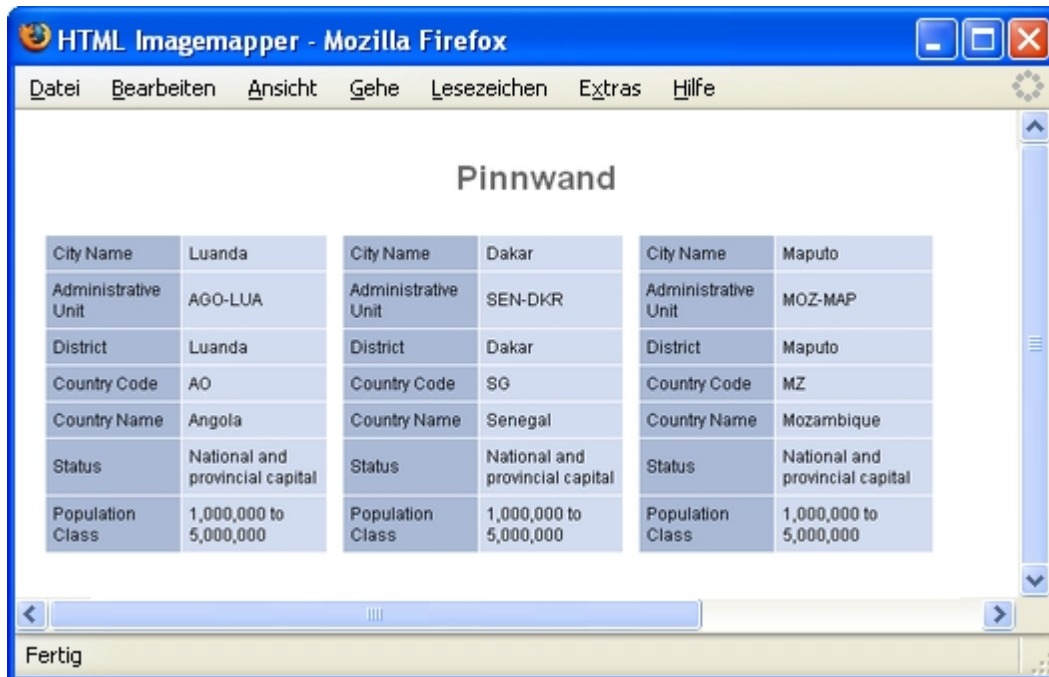 HTML Imagemapper - Mozilla Firefox
Datei Bearbeiten Ansicht Gehe Lesezeichen Extras Hilfe
Pinnwand
City Name Luanda
Administrative Unit AGO-LUA
District Luanda
Country Code AO
Country Name Angola
Status National and provincial capital
Population Class 1,000,000 to 5,000,000
City Name Dakar
Administrative Unit SEN-DKR
District Dakar
Country Code SG
Country Name Senegal
Status National and provincial capital
Population Class 1,000,000 to 5,000,000
City Name Maputo
Administrative Unit MOZ-MAP
District Maputo
Country Code MZ
Country Name Mozambique
Status National and provincial capital
Population Class 1,000,000 to 5,000,000
Fertig